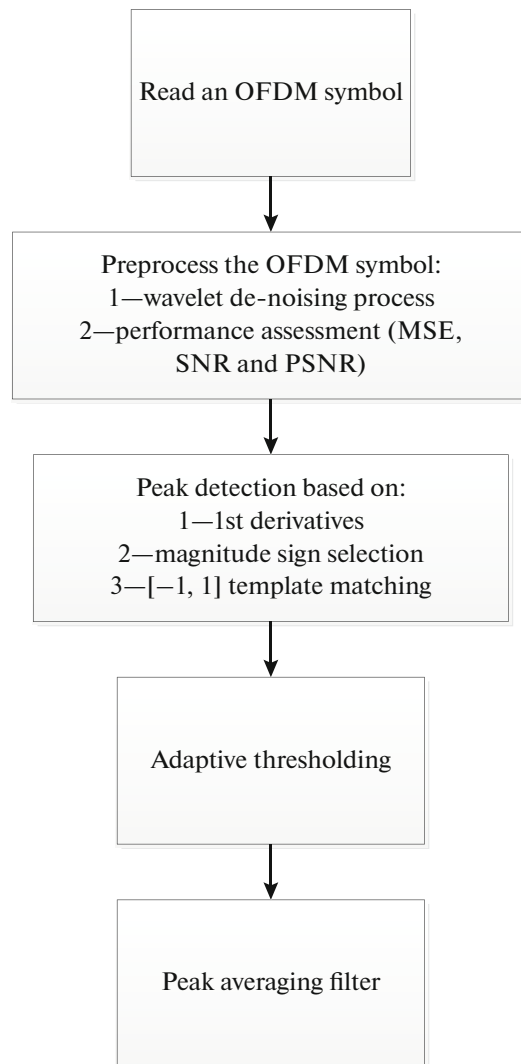 Read an OFDM symbol
Preprocess the OFDM symbol:
1—wavelet de-noising process
2—performance assessment (MSE,
SNR and PSNR)
Peak detection based on:
1—1st derivatives
2—magnitude sign selection
3—[−1, 1] template matching
Adaptive thresholding
Peak averaging filter